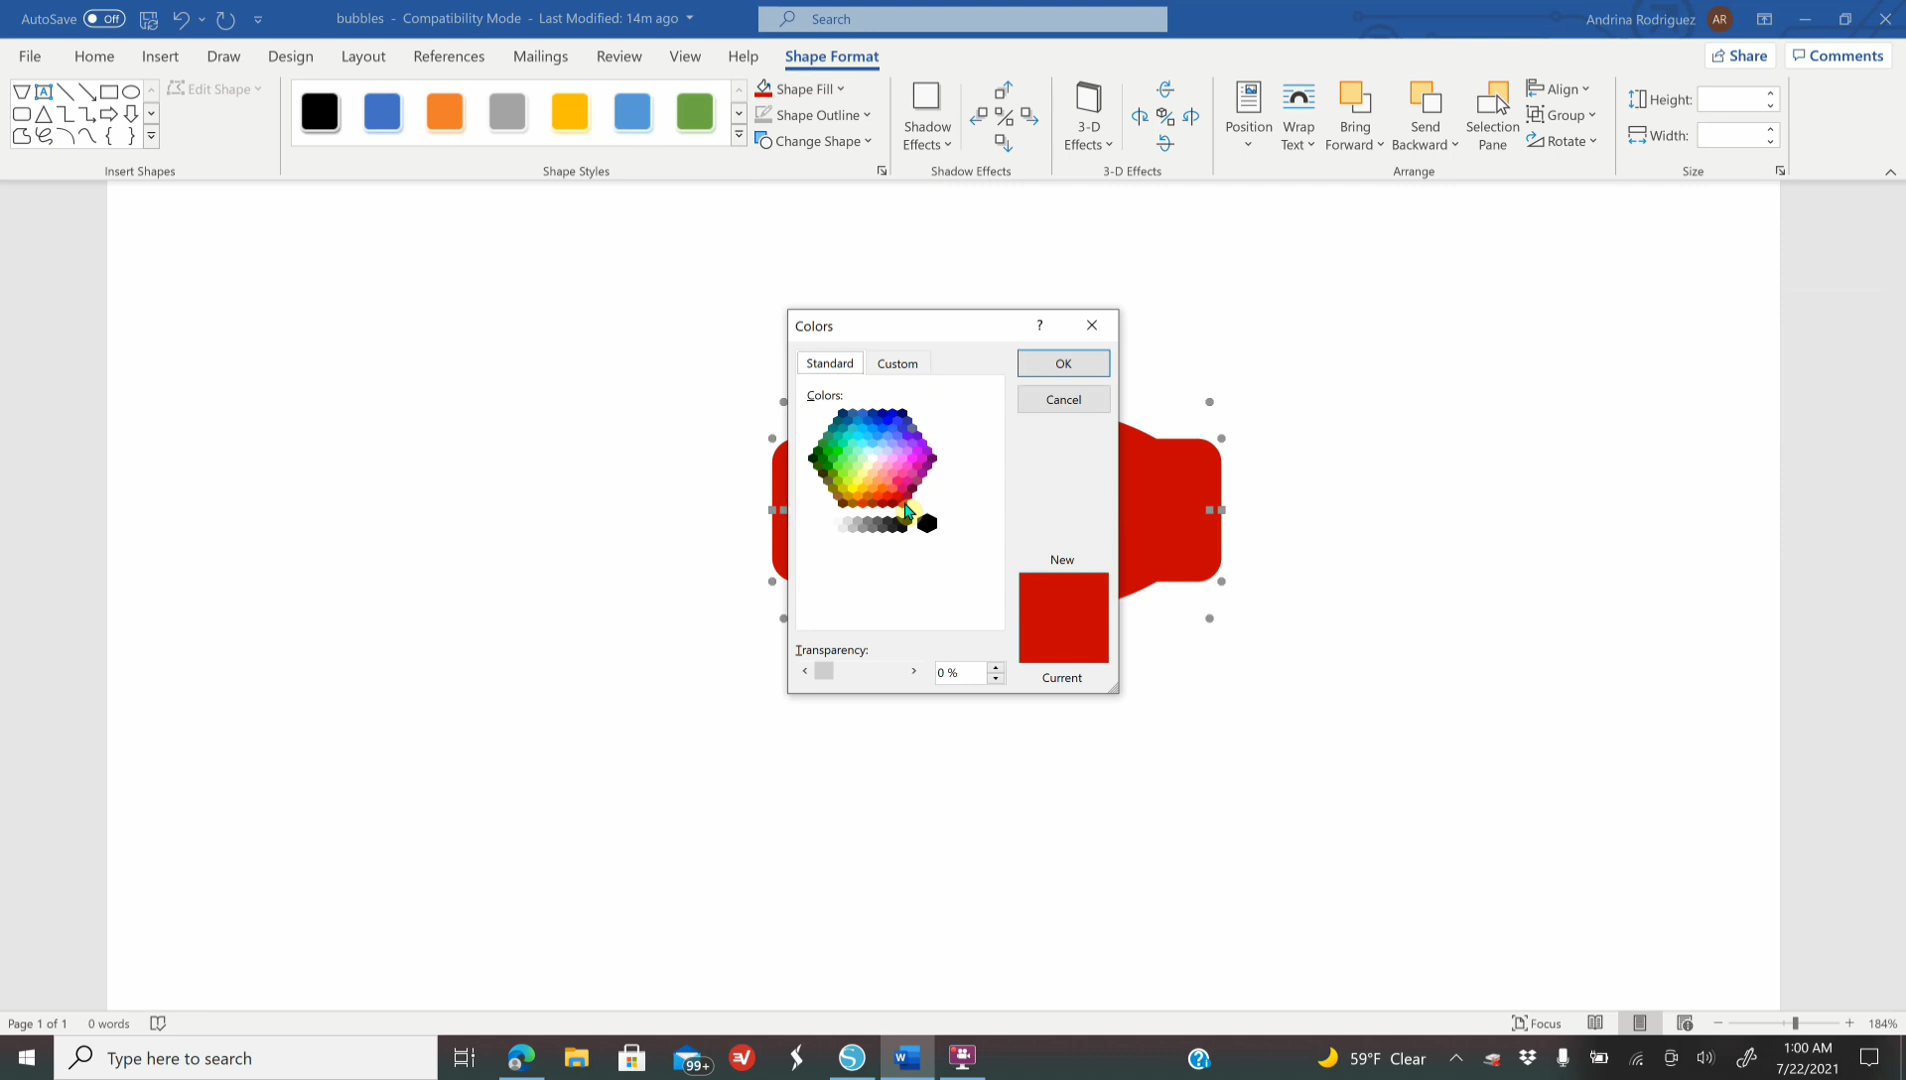 AutoSave Off bubbles - Compatibility Mode - Last Modified: 14m ago Search Andrina Rodriguez AR
File Home Insert Draw Design Layout References Mailings Review View Help Shape Format Share Comments
Edit Shape
Shape Fill
Shape Outline
Change Shape
Shadow Effects
3-D Effects
Position
Wrap Text
Bring Forward
Send Backward
Selection Pane
Align
Group
Rotate
Height:
Width:
Insert Shapes Shape Styles Shadow Effects 3-D Effects Arrange Size
Colors ?
Standard Custom OK
Colors: Cancel
New
Transparency:
0 %
Current
Page 1 of 1 0 words Focus 184%
Type here to search 99+ 59°F Clear 1:00 AM
7/22/2021